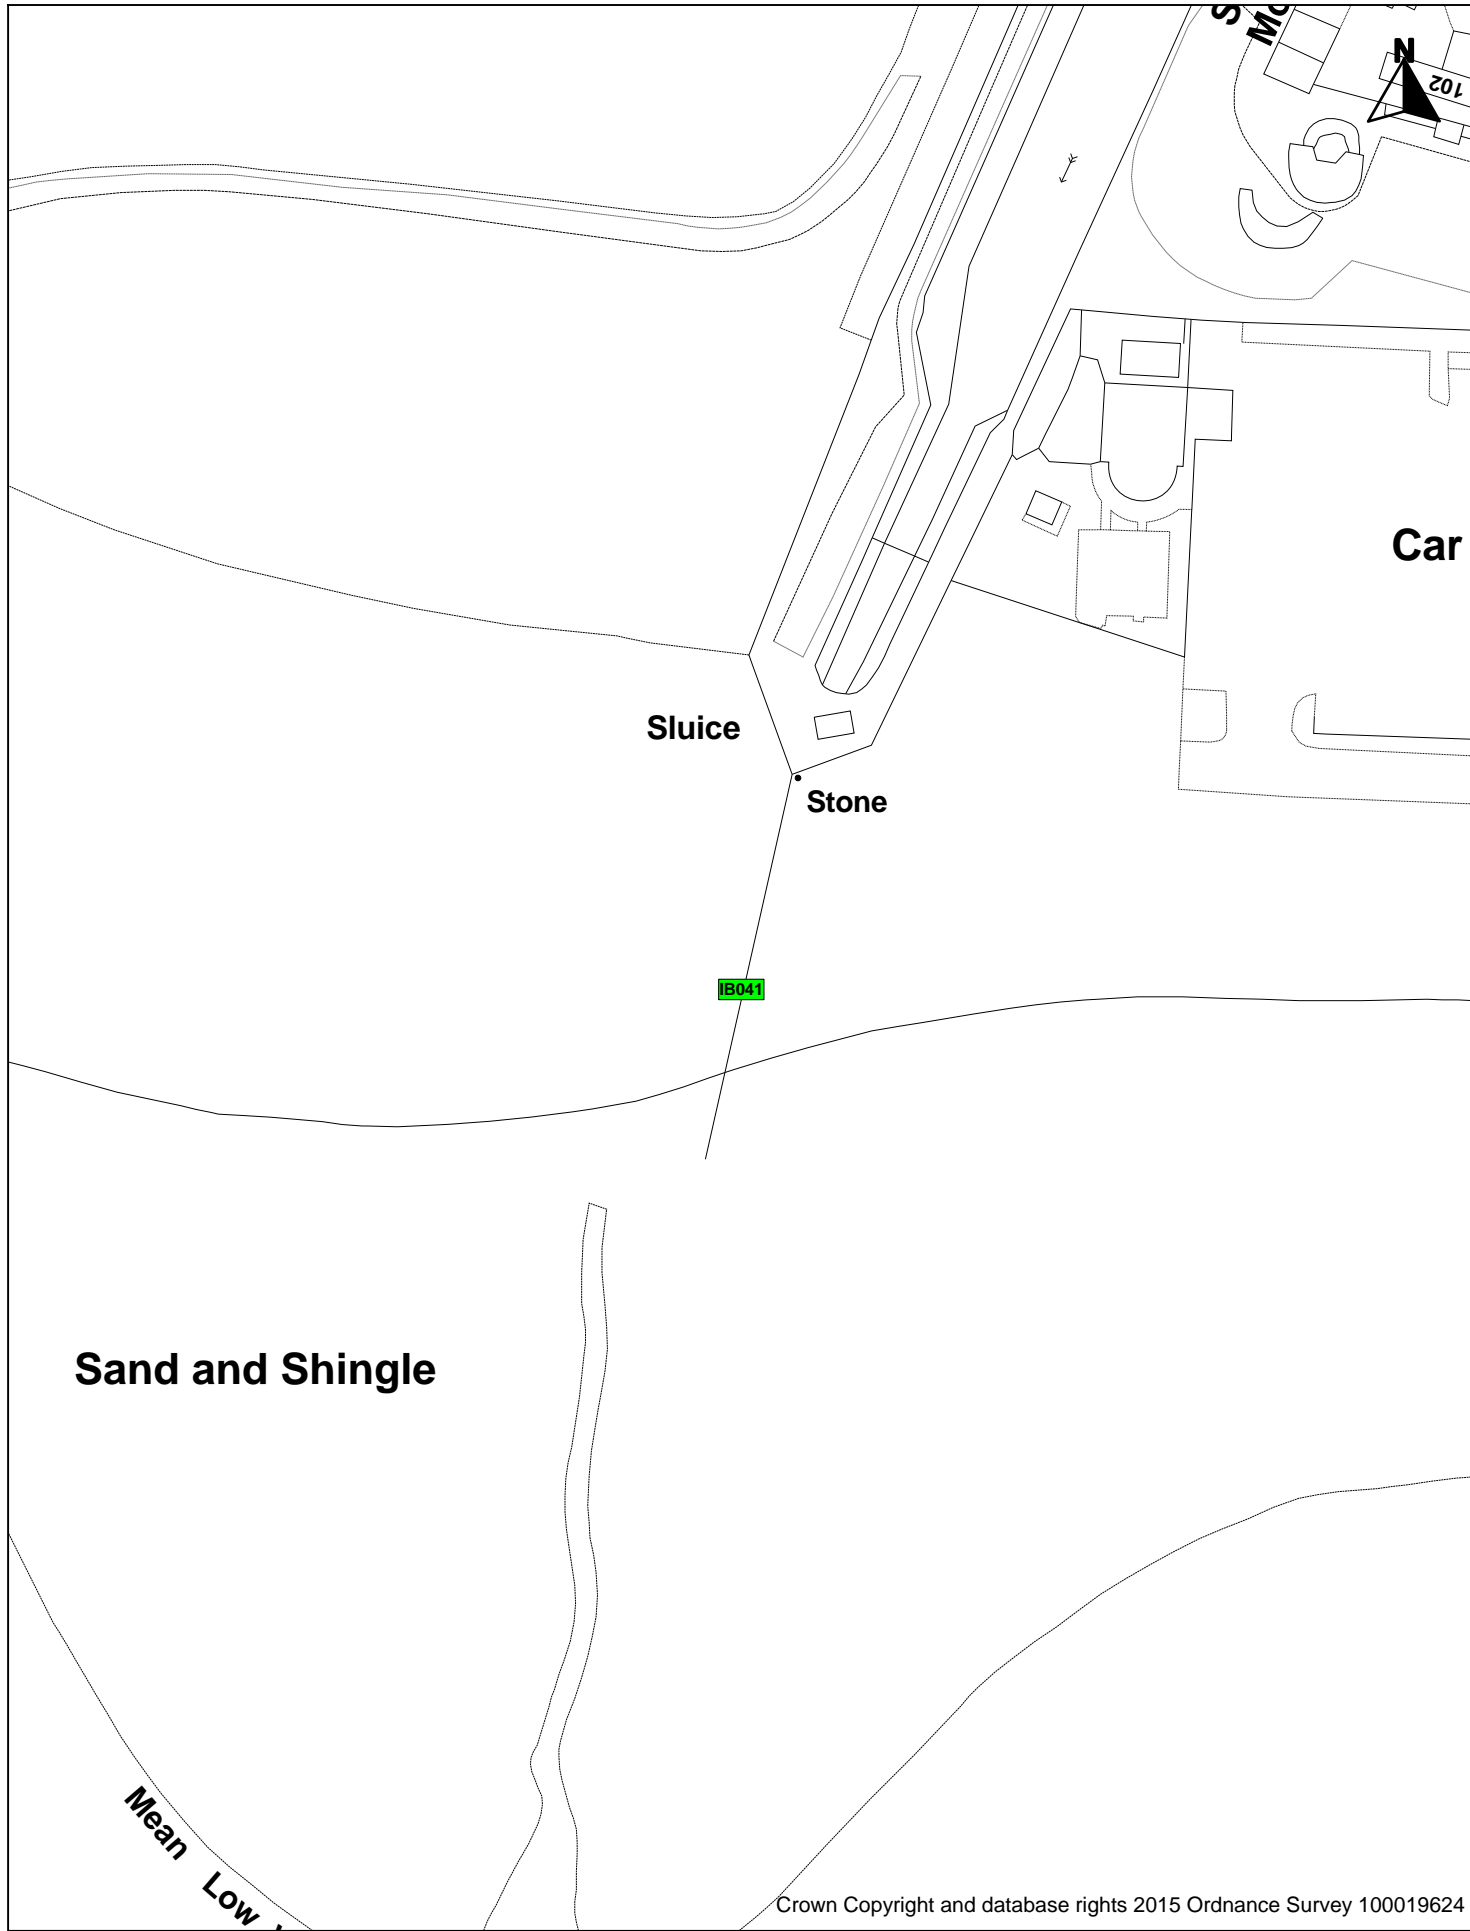 N
102
Car
Sluice
Stone
IB041
Sand and Shingle
Mean Low
Crown Copyright and database rights 2015 Ordnance Survey 100019624